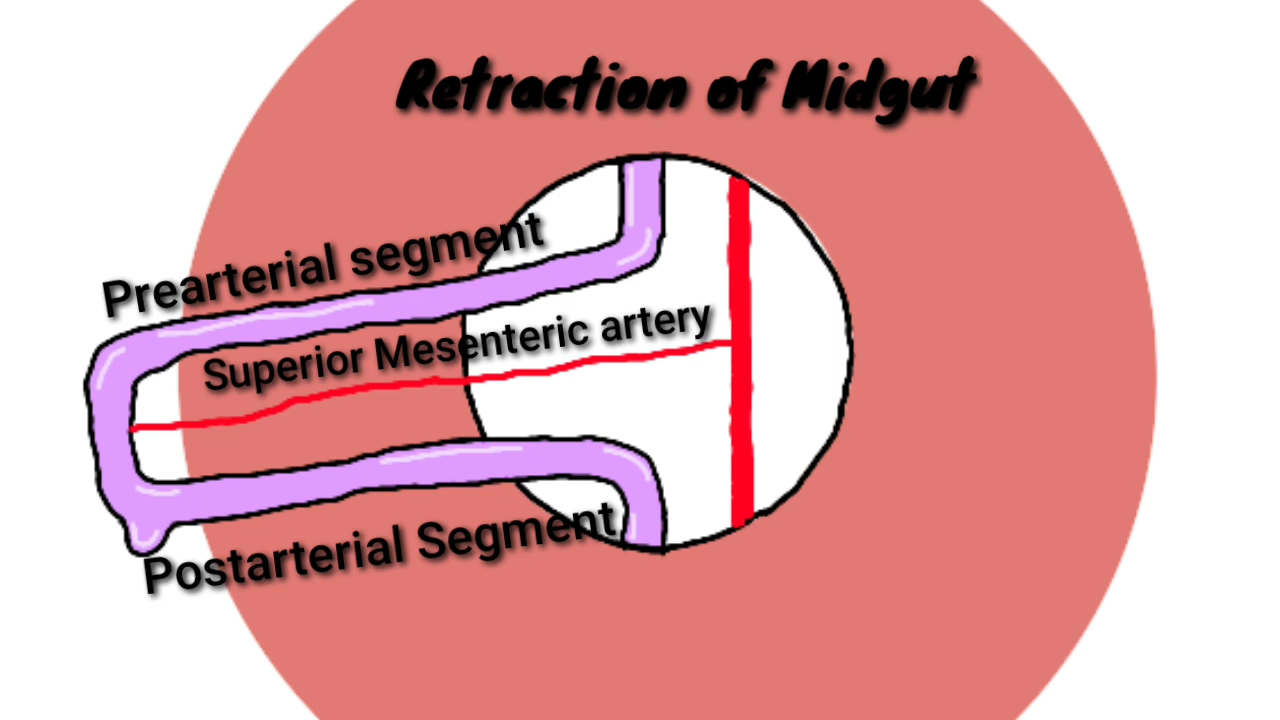 Retraction of Midgut
Prearterial segment
Superior Mesenteric artery
Postarterial Segment